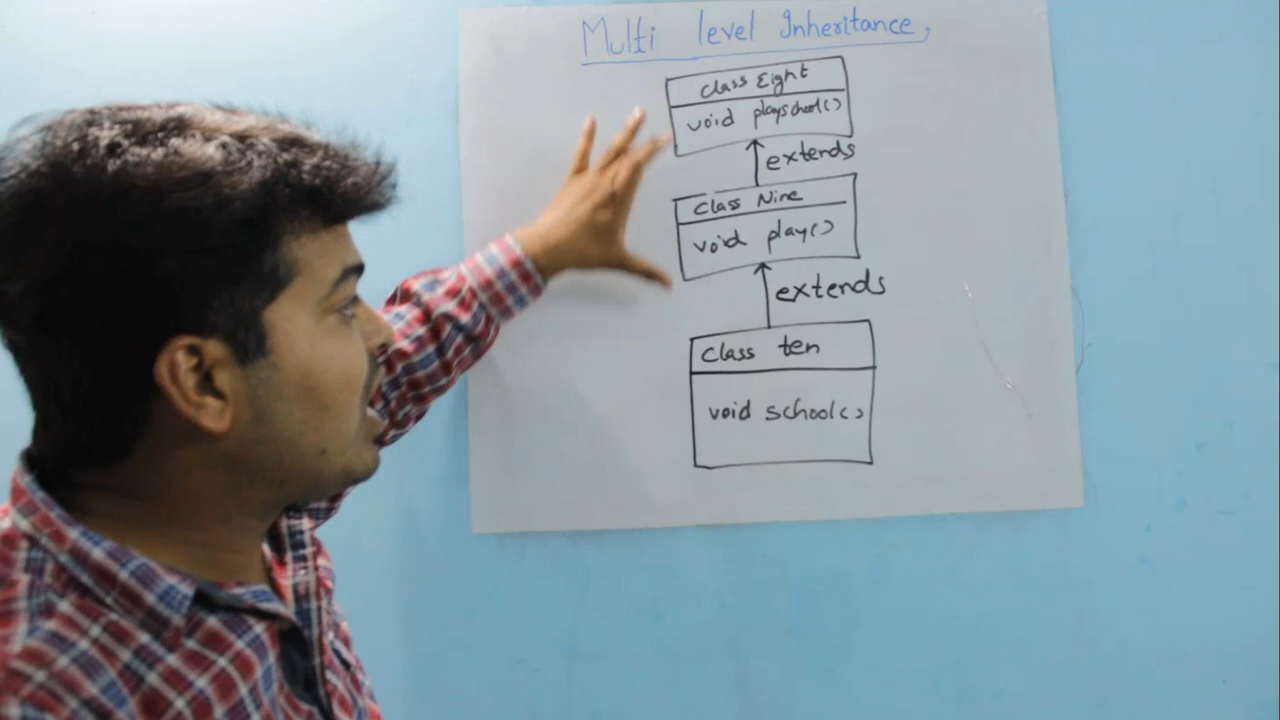 Multi level Inheritance,
class Eight
void playschool()
extends
class Nine
void play()
extends
class ten
void school()